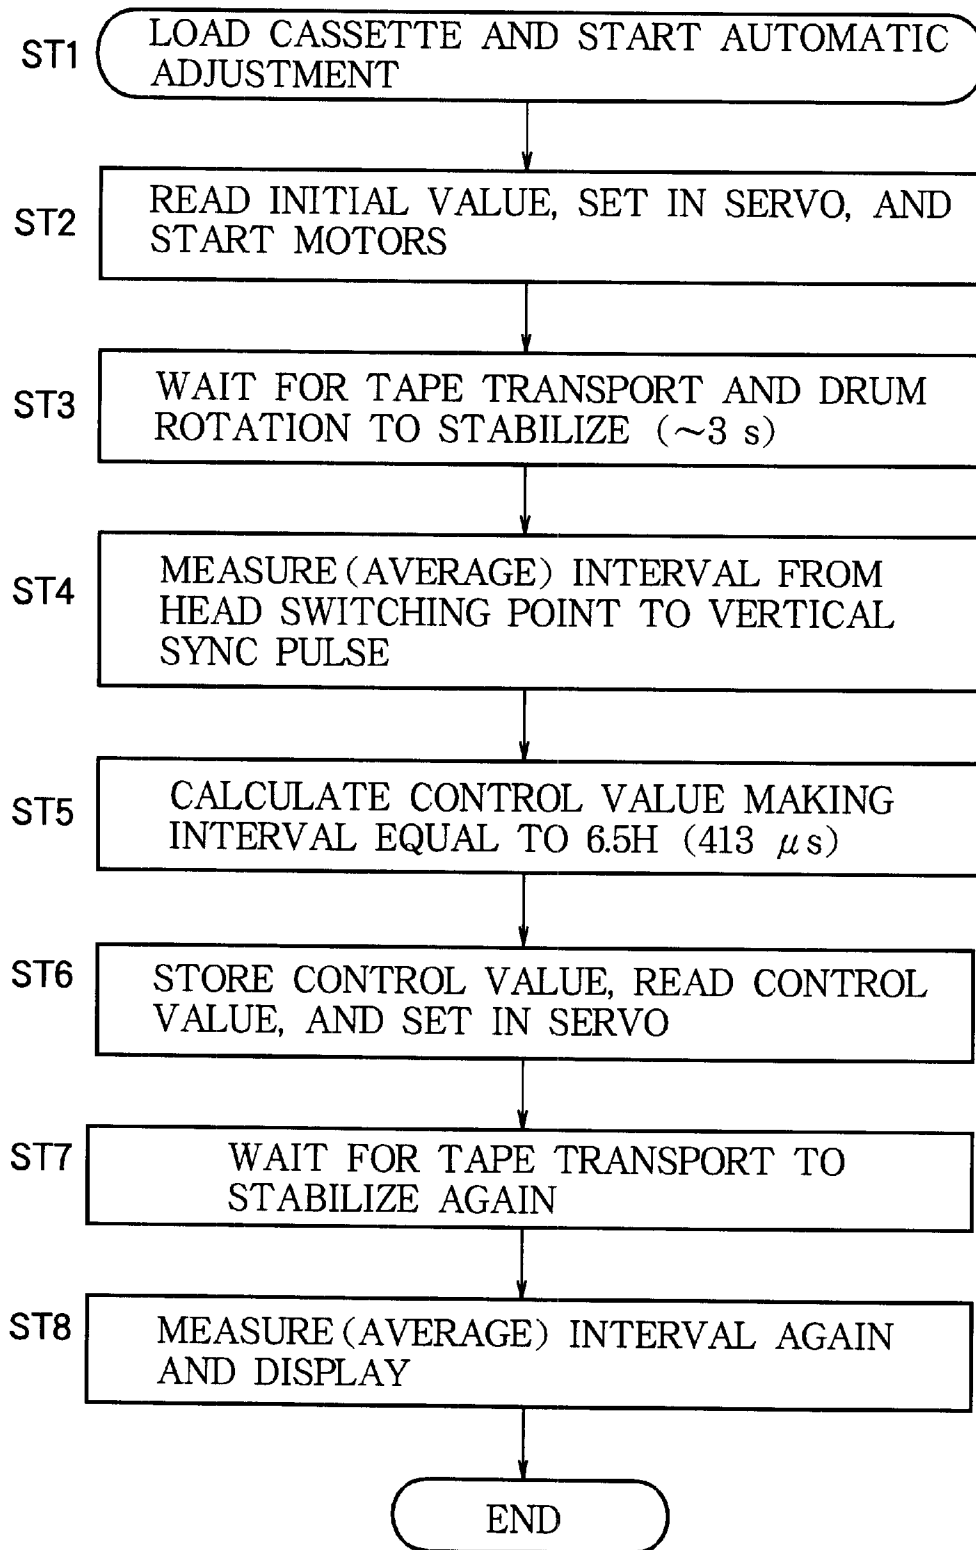 ST1
LOAD CASSETTE AND START AUTOMATIC
ADJUSTMENT
ST2
READ INITIAL VALUE, SET IN SERVO, AND
START MOTORS
ST3
WAIT FOR TAPE TRANSPORT AND DRUM
ROTATION TO STABILIZE (~3 s)
ST4
MEASURE (AVERAGE) INTERVAL FROM
HEAD SWITCHING POINT TO VERTICAL
SYNC PULSE
ST5
CALCULATE CONTROL VALUE MAKING
INTERVAL EQUAL TO 6.5H (413 μs)
ST6
STORE CONTROL VALUE, READ CONTROL
VALUE, AND SET IN SERVO
ST7
WAIT FOR TAPE TRANSPORT TO
STABILIZE AGAIN
ST8
MEASURE (AVERAGE) INTERVAL AGAIN
AND DISPLAY
END